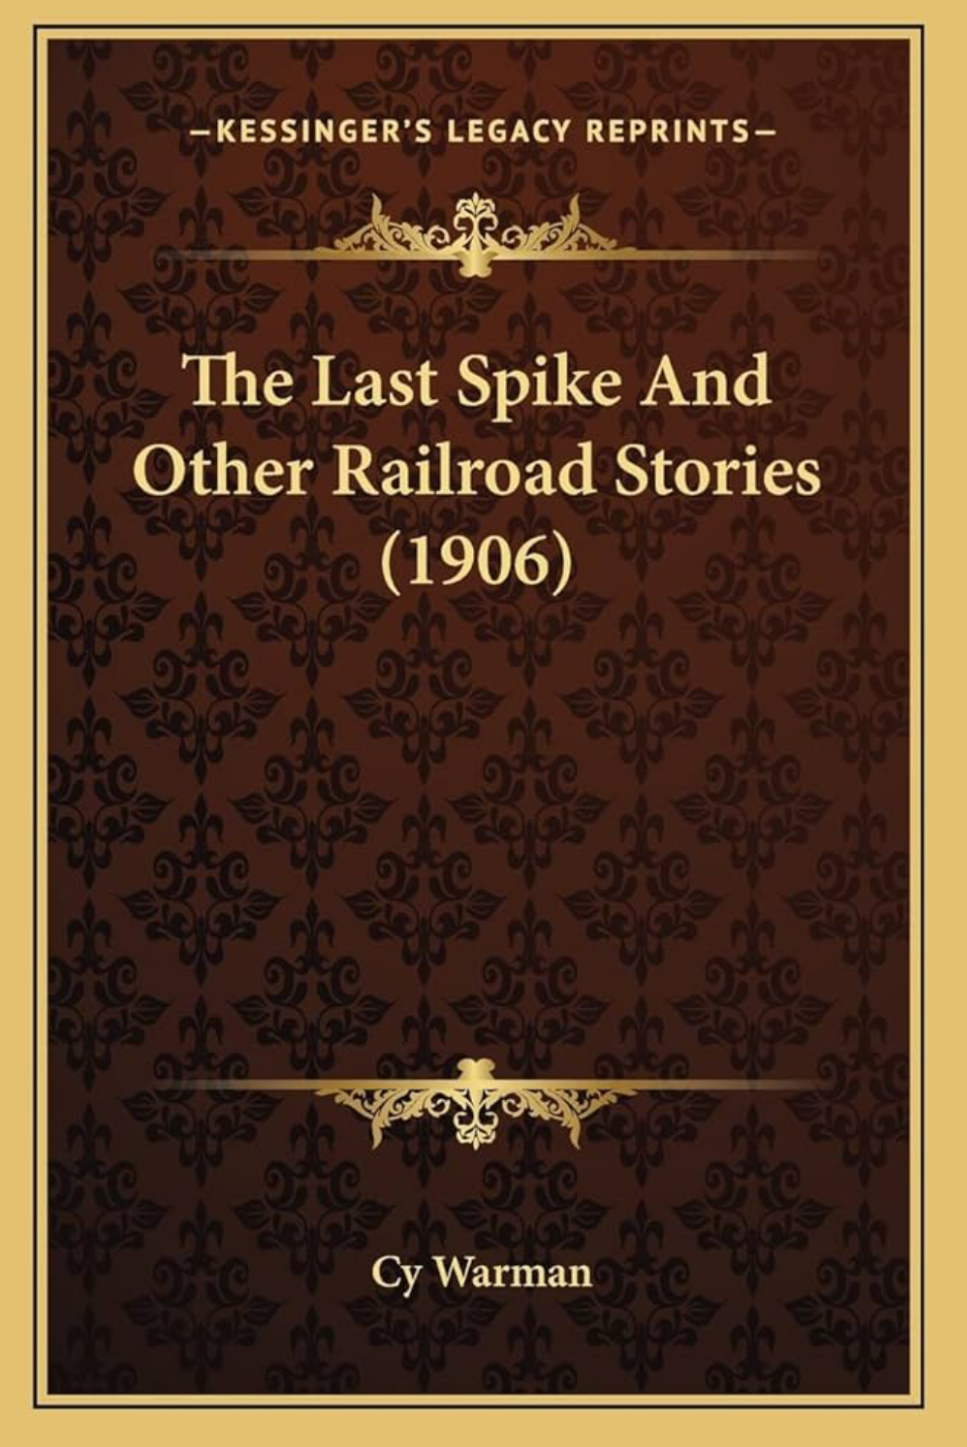 —KESSINGER'S LEGACY REPRINTS—
The Last Spike And
Other Railroad Stories
(1906)
Cy Warman